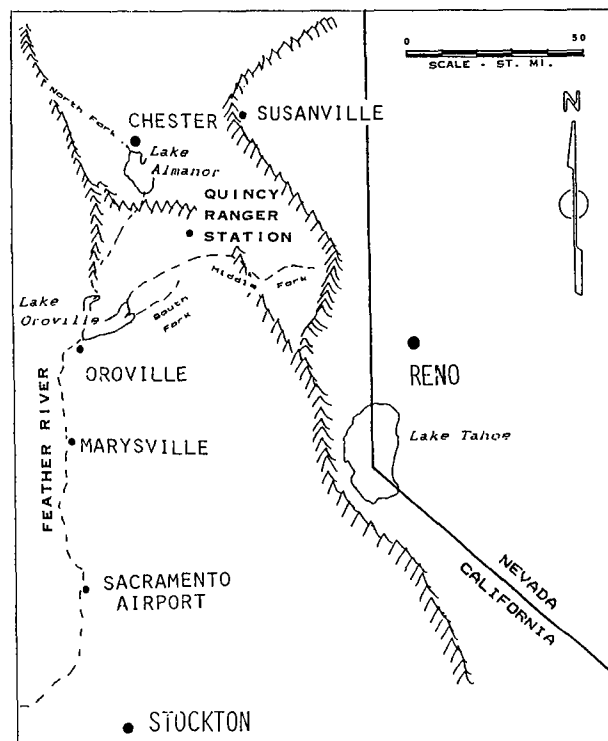 0 50
SCALE - ST. MI.
N
North Fork
CHESTER
SUSANVILLE
Lake
Almanor
QUINCY
RANGER
STATION
Middle Fork
South
Fork
Lake
Oroville
OROVILLE
RENO
FEATHER RIVER
MARYSVILLE
Lake Tahoe
SACRAMENTO
AIRPORT
NEVADA
CALIFORNIA
STOCKTON